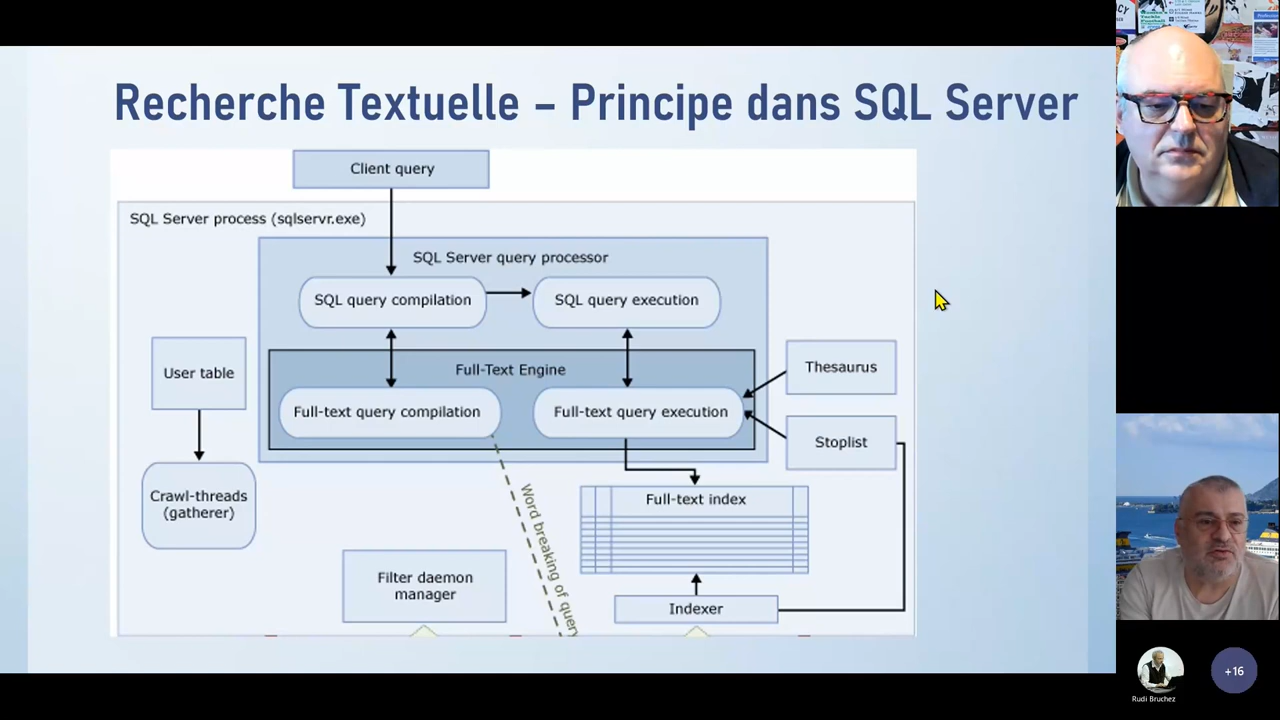 Recherche Textuelle – Principe dans SQL Server
Client query
SQL Server process (sqlservr.exe)
SQL Server query processor
SQL query compilation
SQL query execution
Full-Text Engine
User table
Thesaurus
Full-text query compilation
Full-text query execution
Stoplist
Crawl-threads
(gatherer)
Full-text index
Word breaking of query
Filter daemon
manager
Indexer
+16
Rudi Bruchez